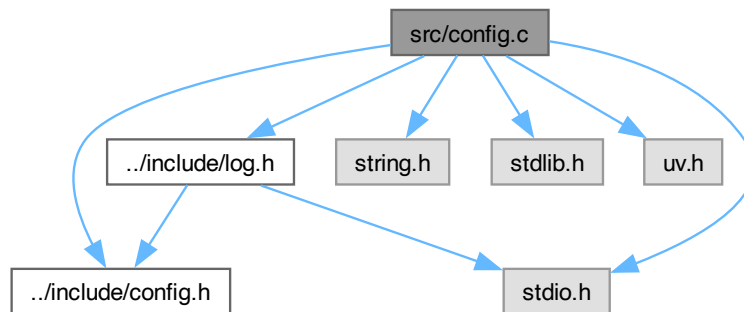 src/config.c
../include/log.h
string.h
stdlib.h
uv.h
../include/config.h
stdio.h